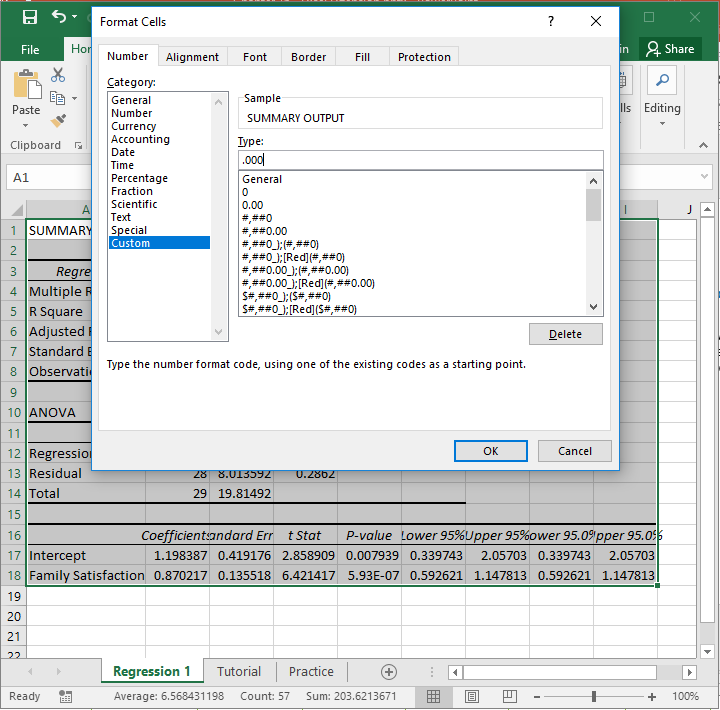 Format Cells
?
File
Hor
in
Share
Paste
Clipboard
lls
Editing
A1
Number
Alignment
Font
Border
Fill
Protection
Category:
General
Number
Currency
Accounting
Date
Time
Percentage
Fraction
Scientific
Text
Special
Custom
Sample
SUMMARY OUTPUT
Type:
.000
General
0
0.00
#,##0
#,##0.00
#,##0_);(#,##0)
#,##0_);[Red](#,##0)
#,##0.00_);(#,##0.00)
#,##0.00_);[Red](#,##0.00)
$#,##0_);($#,##0)
$#,##0_);[Red]($#,##0)
Delete
Type the number format code, using one of the existing codes as a starting point.
OK
Cancel
A I J
1 SUMMARY
2
3 Regre
4 Multiple R
5 R Square
6 Adjusted R
7 Standard E
8 Observatio
9
10 ANOVA
11
12 Regression
13 Residual 28 8.013592 0.2862
14 Total 29 19.81492
15
16 Coefficients andard Err t Stat P-value Lower 95% Upper 95% ower 95.0% pper 95.0%
17 Intercept 1.198387 0.419176 2.858909 0.007939 0.339743 2.05703 0.339743 2.05703
18 Family Satisfaction 0.870217 0.135518 6.421417 5.93E-07 0.592621 1.147813 0.592621 1.147813
19
20
21
22
Regression 1
Tutorial
Practice
Ready
Average: 6.568431198
Count: 57
Sum: 203.6213671
100%